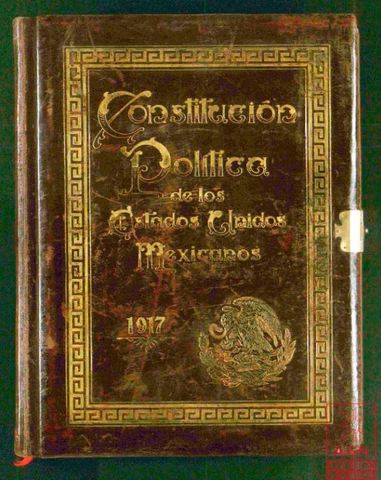 Constitución
Política
de los
Estados Unidos
Mexicanos
1917